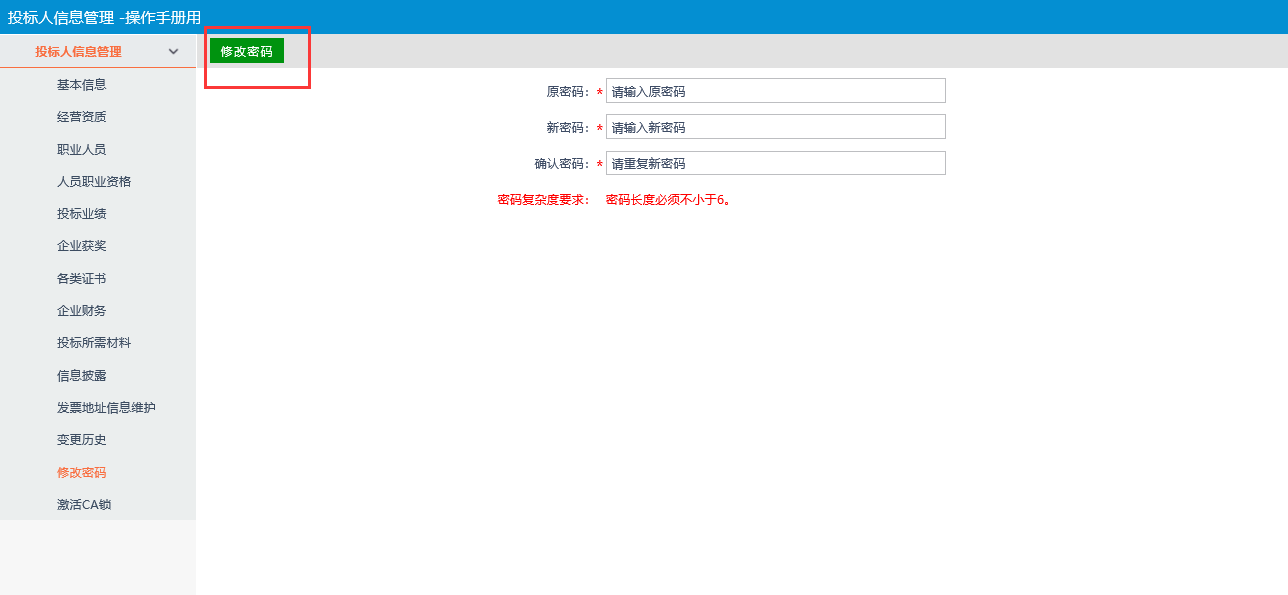 投标人信息管理 -操作手册用
投标人信息管理
基本信息
经营资质
职业人员
人员职业资格
投标业绩
企业获奖
各类证书
企业财务
投标所需材料
信息披露
发票地址信息维护
变更历史
修改密码
激活CA锁
修改密码
原密码： * 请输入原密码
新密码： * 请输入新密码
确认密码： * 请重复新密码
密码复杂度要求： 密码长度必须不小于6。